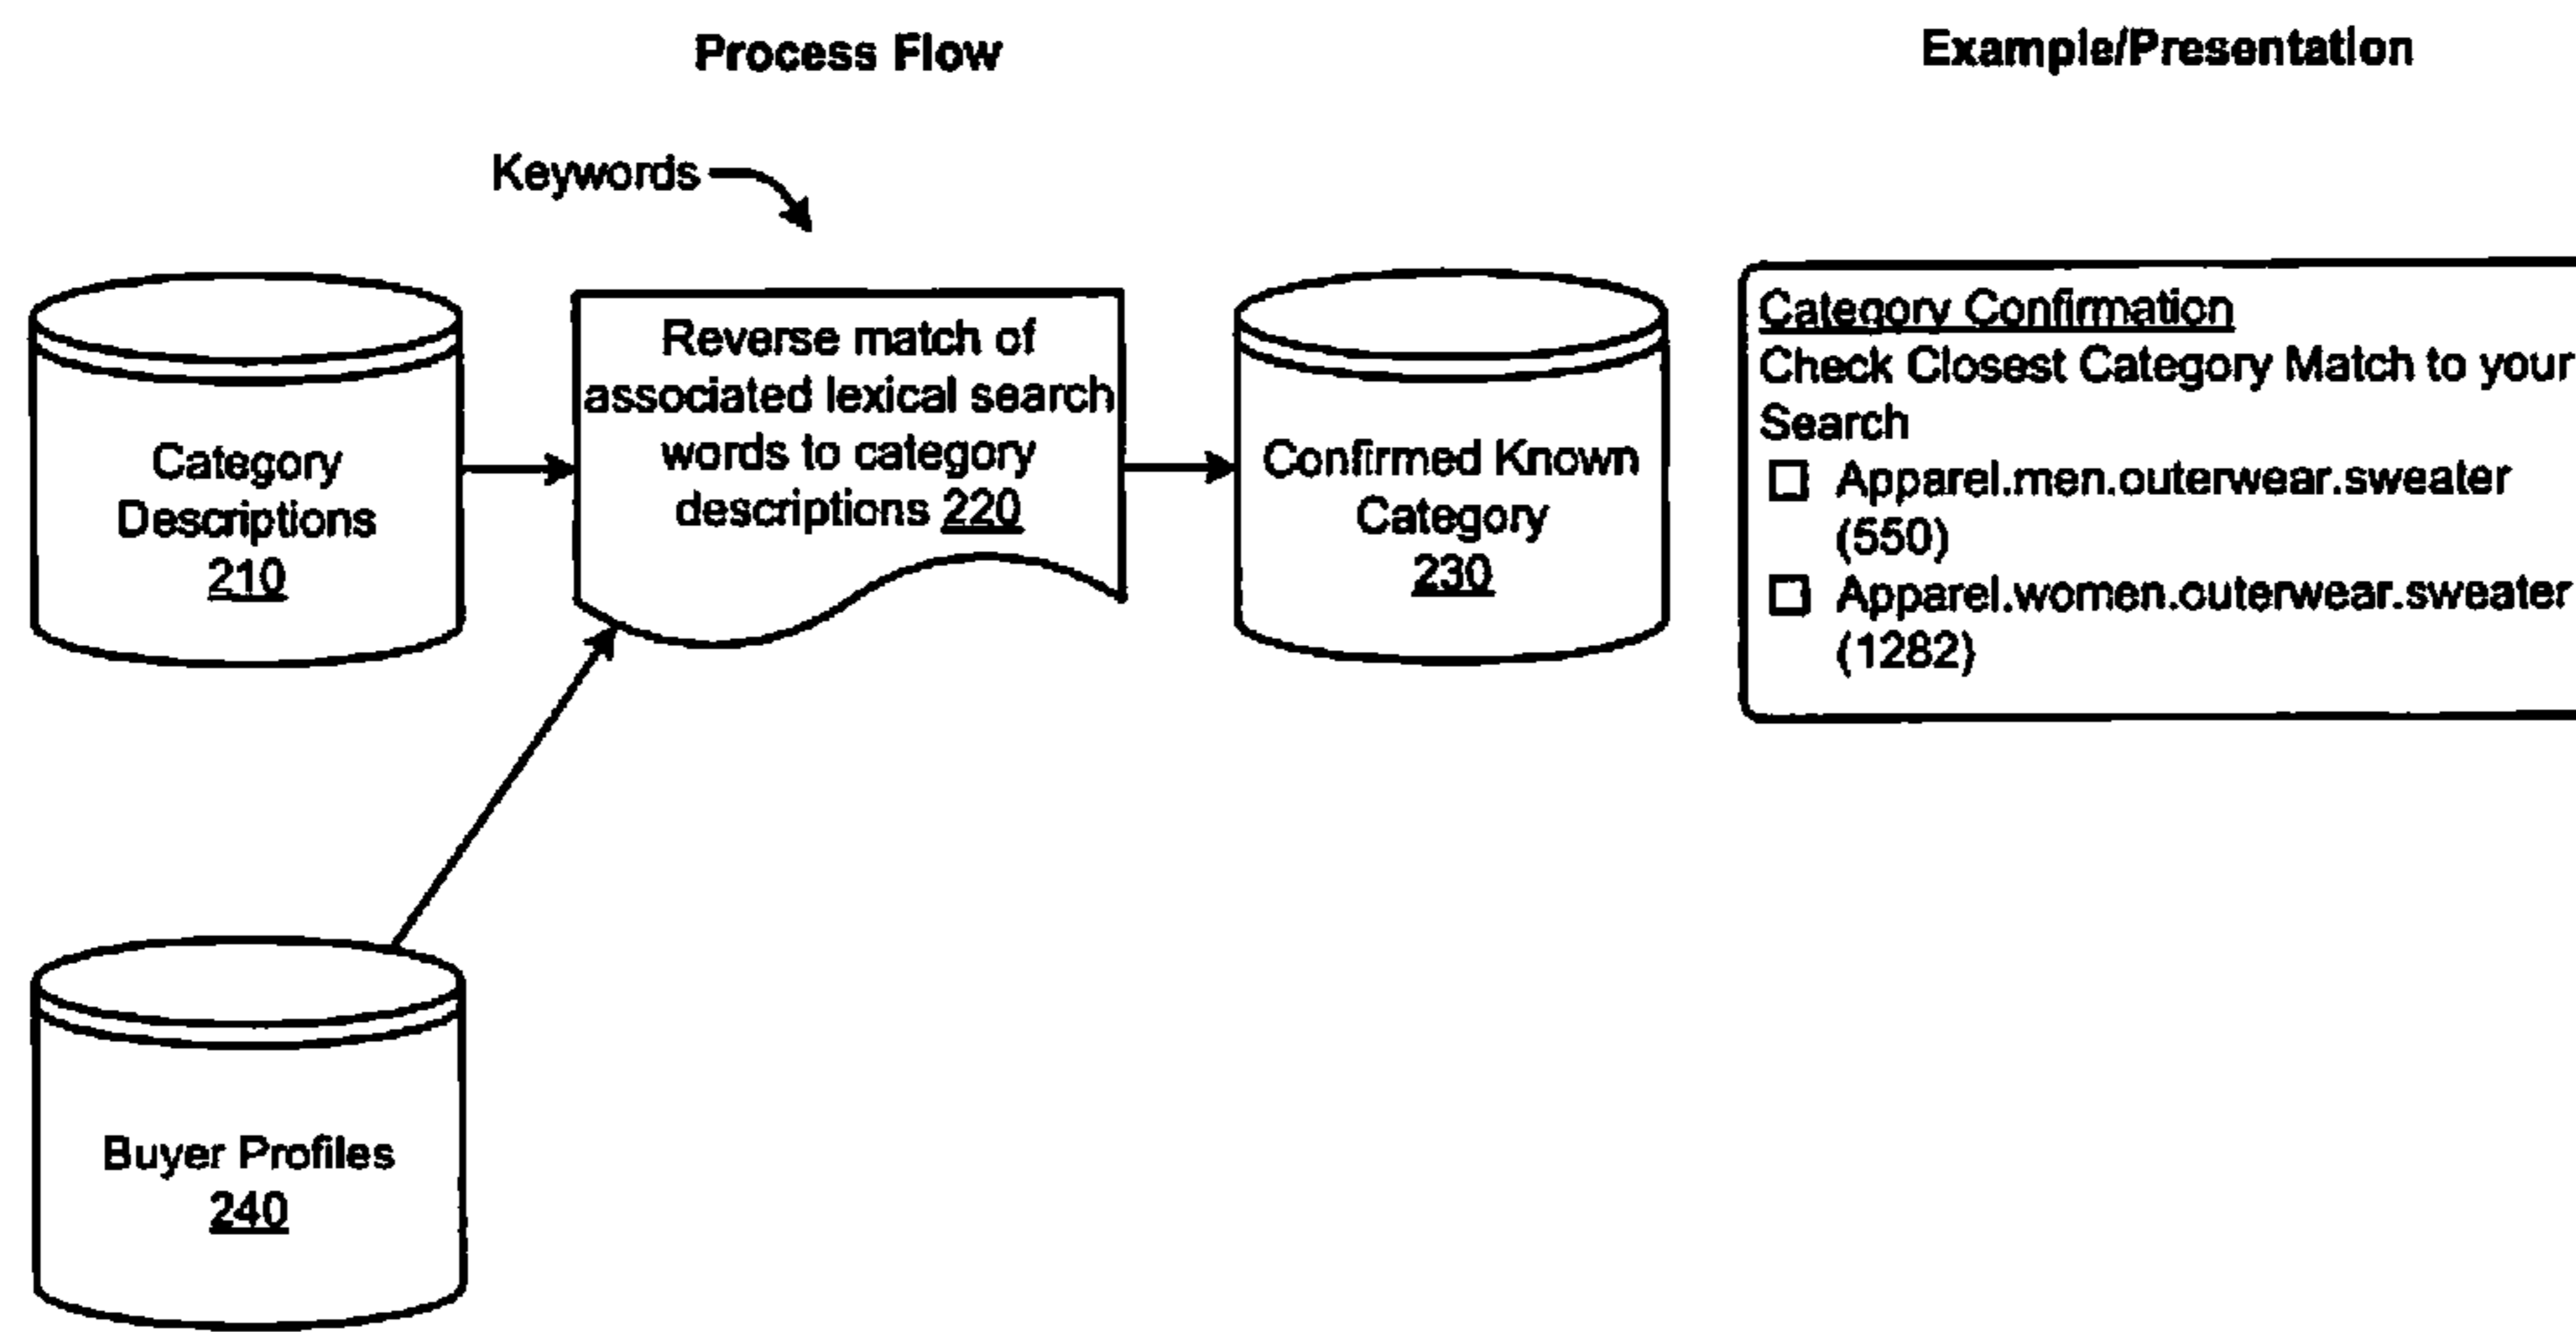 Process Flow
Example/Presentation
Keywords
Category
Descriptions
210
Reverse match of
associated lexical search
words to category
descriptions 220
Confirmed Known
Category
230
Category Confirmation
Check Closest Category Match to your
Search
Apparel.men.outerwear.sweater
(550)
Apparel.women.outerwear.sweater
(1282)
Buyer Profiles
240